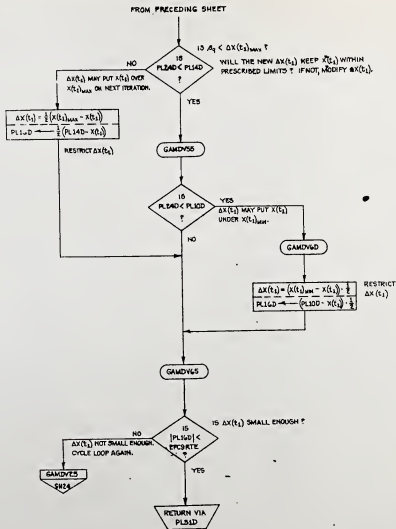 FROM PRECEDING SHEET
IS β₁ < ΔX(t₁)MAX ?
IS
PL24D < PL14D
?
WILL THE NEW ΔX(t₁) KEEP X(t₁) WITHIN
PRESCRIBED LIMITS? IF NOT, MODIFY ΔX(t₁).
NO
ΔX(t₁) MAY PUT X(t₁) OVER
X(t₁)MAX ON NEXT ITERATION.
YES
ΔX(t₁) = ½ (X(t₁)MAX - X(t₁))
PL16D ← ½ (PL14D - X(t₁))
RESTRICT ΔX(t₁)
GAMDV55
IS
PL24D < PL10D
?
YES
ΔX(t₁) MAY PUT X(t₁)
UNDER X(t₁)MIN.
NO
GAMDV60
ΔX(t₁) = (X(t₁)MIN - X(t₁)) · ½
PL16D ← (PL10D - X(t₁)) · ½
RESTRICT
ΔX(t₁)
GAMDV65
IS ΔX(t₁) SMALL ENOUGH?
IS
|PL16D| <
EPC9RTE
?
NO
ΔX(t₁) NOT SMALL ENOUGH.
CYCLE LOOP AGAIN.
YES
GAMDV25
SH24
RETURN VIA
PL31D